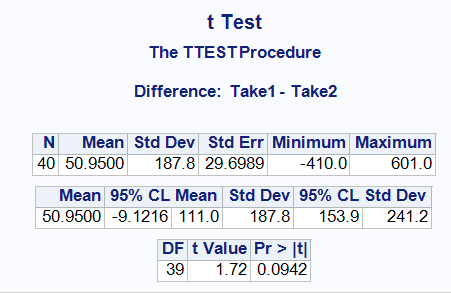 t Test
The TTEST Procedure
Difference: Take1 - Take2
N Mean Std Dev Std Err Minimum Maximum
40 50.9500 187.8 29.6989 -410.0 601.0
Mean 95% CL Mean Std Dev 95% CL Std Dev
50.9500 -9.1216 111.0 187.8 153.9 241.2
DF t Value Pr > |t|
39 1.72 0.0942